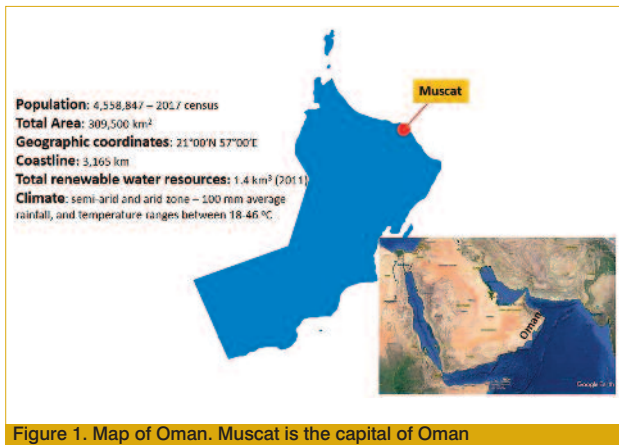 Muscat
Population: 4,558,847 – 2017 census
Total Area: 309,500 km²
Geographic coordinates: 21°00'N 57°00'E
Coastline: 3,165 km
Total renewable water resources: 1.4 km³ (2011)
Climate: semi-arid and arid zone – 100 mm average
rainfall, and temperature ranges between 18-46 ºC
Oman
Google Earth
Figure 1. Map of Oman. Muscat is the capital of Oman